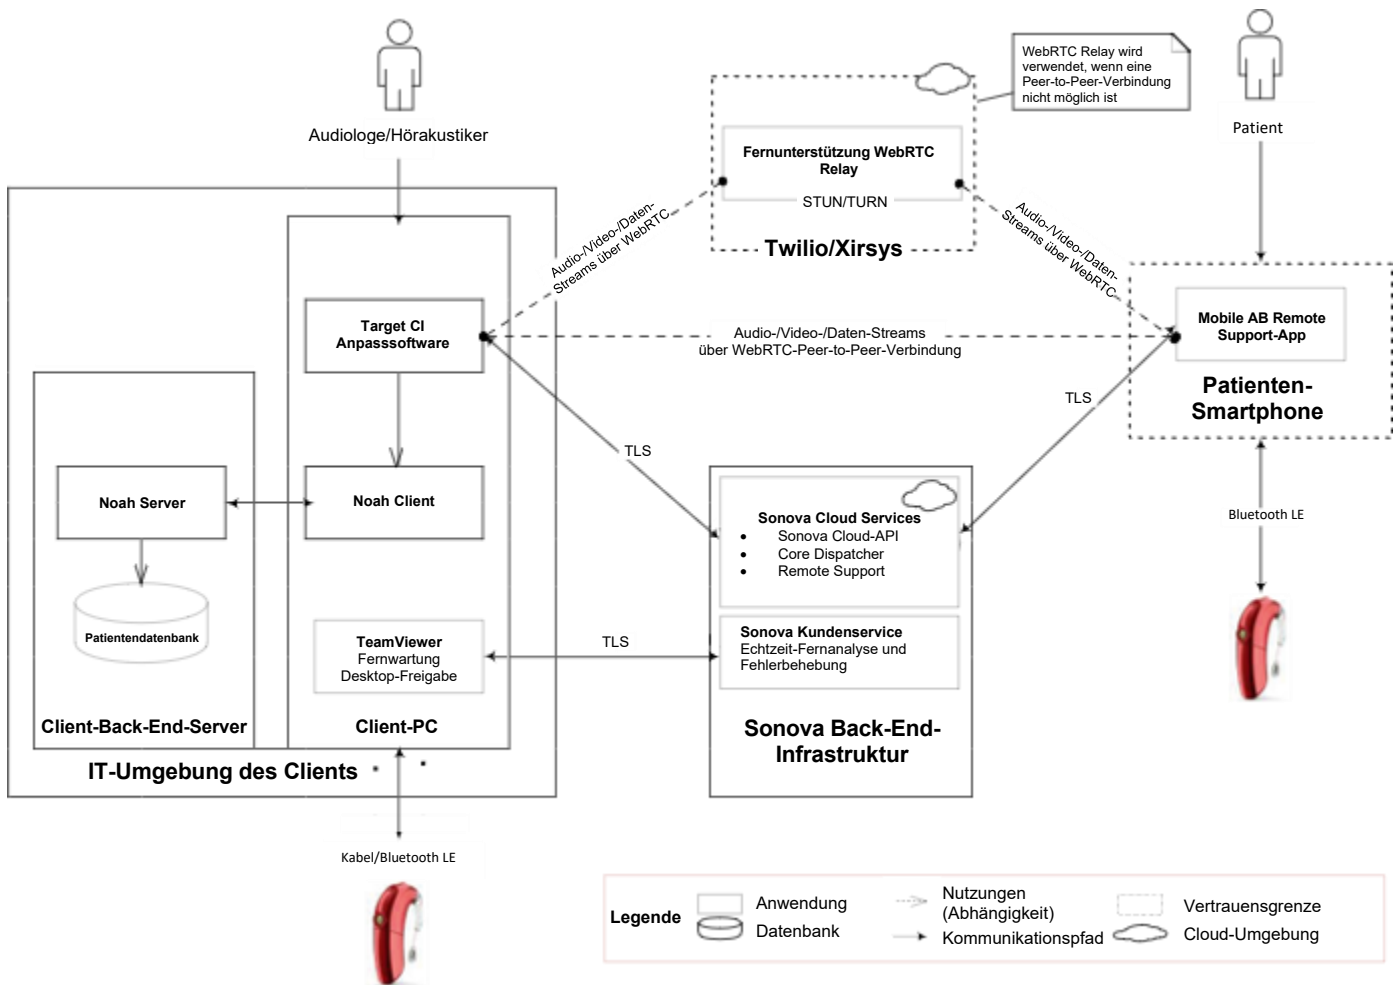 WebRTC Relay wird
verwendet, wenn eine
Peer-to-Peer-Verbindung
nicht möglich ist
Audiologe/Hörakustiker
Patient
Fernunterstützung WebRTC
Relay
STUN/TURN
Twilio/Xirsys
Audio-/Video-/Daten-
Streams über WebRTC
Audio-/Video-/Daten-
Streams über WebRTC
Target CI
Anpasssoftware
Audio-/Video-/Daten-Streams
über WebRTC-Peer-to-Peer-Verbindung
Mobile AB Remote
Support-App
Patienten-
Smartphone
TLS
TLS
Noah Server
Noah Client
Patientendatenbank
Sonova Cloud Services
• Sonova Cloud-API
• Core Dispatcher
• Remote Support
Bluetooth LE
TeamViewer
Fernwartung
Desktop-Freigabe
TLS
Sonova Kundenservice
Echtzeit-Fernanalyse und
Fehlerbehebung
Client-Back-End-Server
Client-PC
Sonova Back-End-
Infrastruktur
IT-Umgebung des Clients
Kabel/Bluetooth LE
Legende
Anwendung
Datenbank
Nutzungen
(Abhängigkeit)
Kommunikationspfad
Vertrauensgrenze
Cloud-Umgebung